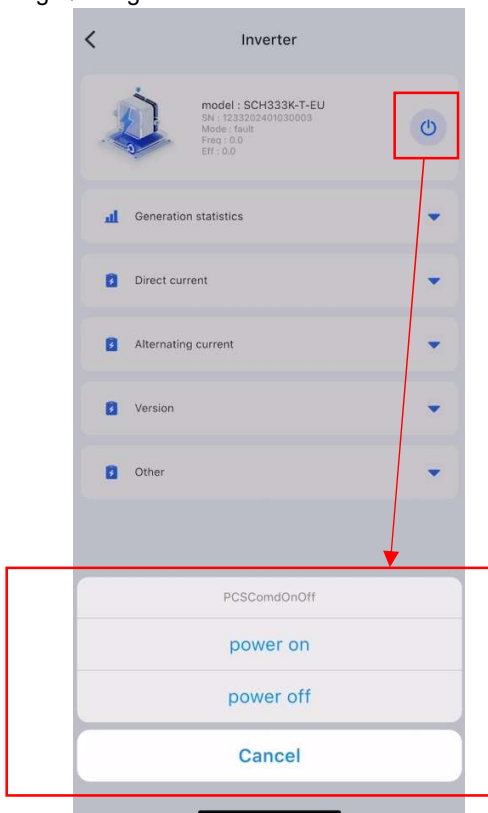 Inverter
model : SCH333K-T-EU
SN : 1233202401030003
Mode : fault
Freq : 0.0
Eff : 0.0
Generation statistics
Direct current
Alternating current
Version
Other
PCSComdOnOff
power on
power off
Cancel